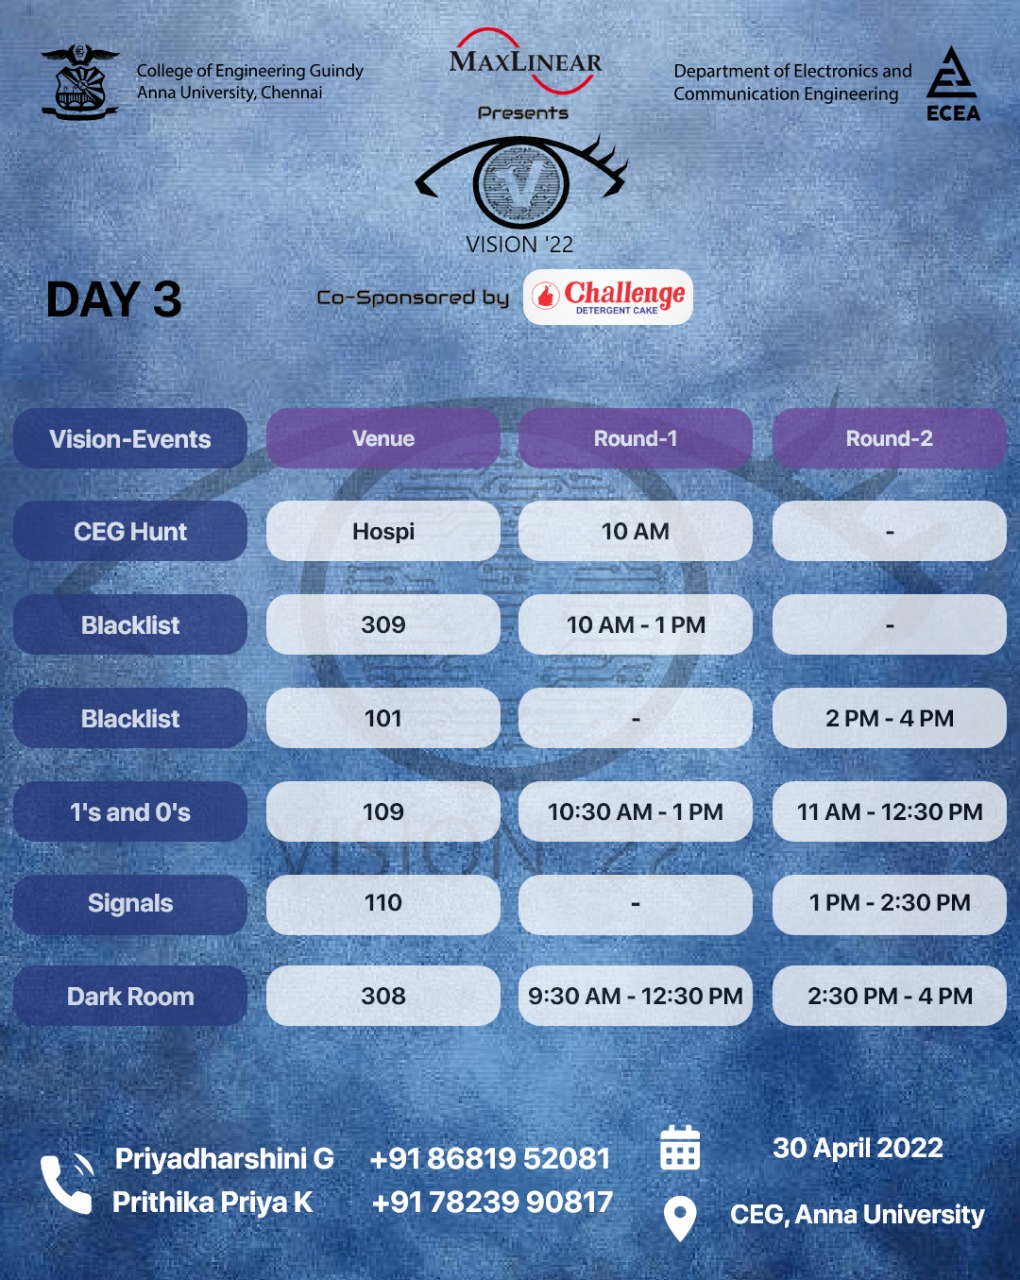 College of Engineering Guindy
Anna University, Chennai
MAXLINEAR
Presents
Department of Electronics and
Communication Engineering
ECEA
V
VISION '22
DAY 3
Co-Sponsored by
Challenge
DETERGENT CAKE
Vision-Events Venue Round-1 Round-2
CEG Hunt Hospi 10 AM -
Blacklist 309 10 AM - 1 PM -
Blacklist 101 - 2 PM - 4 PM
1's and 0's 109 10:30 AM - 1 PM 11 AM - 12:30 PM
VISION '22
Signals 110 - 1 PM - 2:30 PM
Dark Room 308 9:30 AM - 12:30 PM 2:30 PM - 4 PM
Priyadharshini G +91 86819 52081
Prithika Priya K +91 78239 90817
30 April 2022
CEG, Anna University